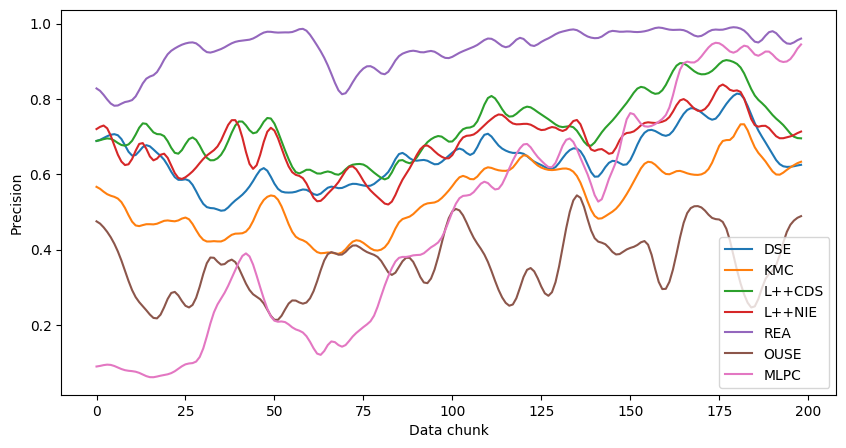 1.0
0.8
0.6
0.4
0.2
Precision
0 25 50 75 100 125 150 175 200
Data chunk
DSE
KMC
L++CDS
L++NIE
REA
OUSE
MLPC